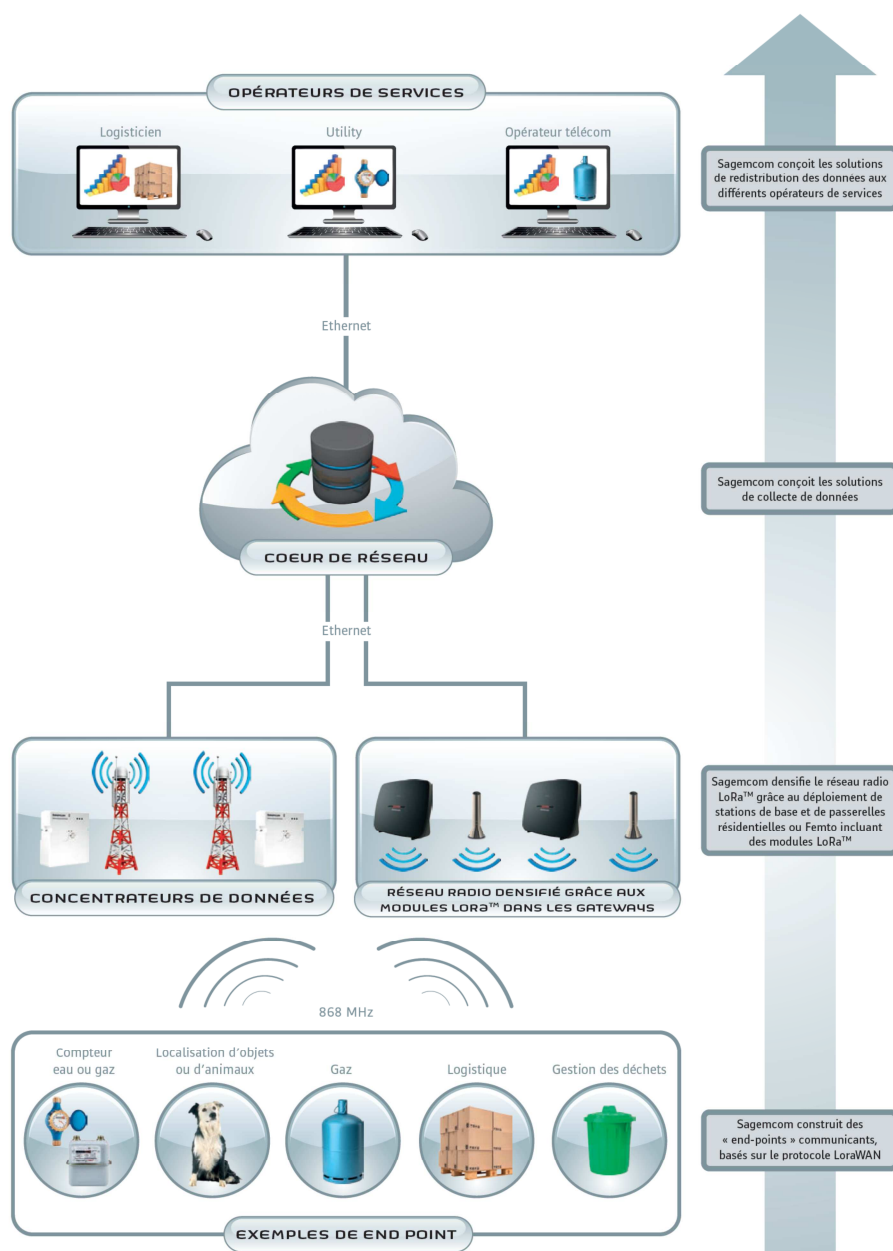 OPÉRATEURS DE SERVICES
Logisticien
Utility
Opérateur télécom
Sagemcom conçoit les solutions
de redistribution des données aux
différents opérateurs de services
Ethernet
Sagemcom conçoit les solutions
de collecte de données
COEUR DE RÉSEAU
Ethernet
Sagemcom densifie le réseau radio
LoRa™ grâce au déploiement de
stations de base et de passerelles
résidentielles ou Femto incluant
des modules LoRa™
CONCENTRATEURS DE DONNÉES
RÉSEAU RADIO DENSIFIÉ GRÂCE AUX
MODULES LORa™ DANS LES GATEWAYS
868 MHz
Compteur
eau ou gaz
Localisation d'objets
ou d'animaux
Gaz
Logistique
Gestion des déchets
Sagemcom construit des
« end-points » communicants,
basés sur le protocole LoraWAN
EXEMPLES DE END POINT